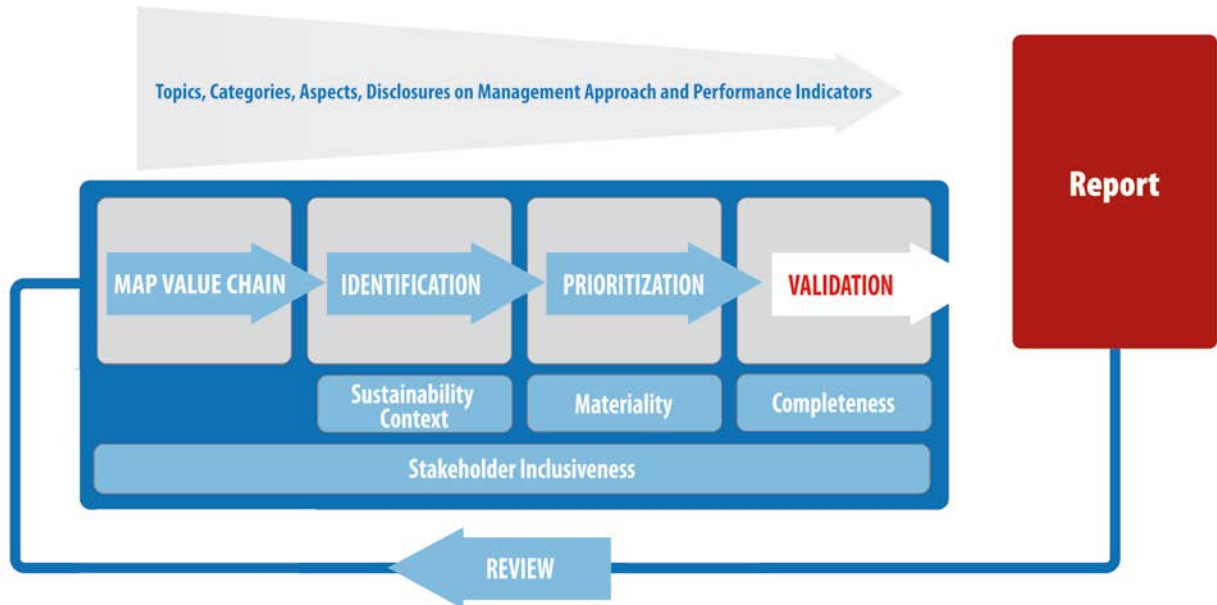 Topics, Categories, Aspects, Disclosures on Management Approach and Performance Indicators
Report
MAP VALUE CHAIN
IDENTIFICATION
PRIORITIZATION
VALIDATION
Sustainability
Context
Materiality
Completeness
Stakeholder Inclusiveness
REVIEW